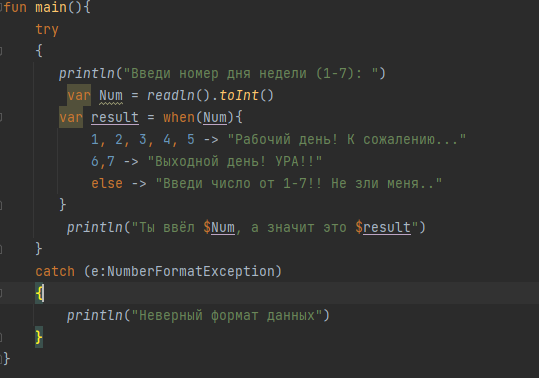 fun main(){
try
{
println("Введи номер дня недели (1-7): ")
var Num = readln().toInt()
var result = when(Num){
1, 2, 3, 4, 5 -> "Рабочий день! К сожалению..."
6,7 -> "Выходной день! УРА!!"
else -> "Введи число от 1-7!! Не зли меня.."
}
println("Ты ввёл $Num, а значит это $result")
}
catch (e:NumberFormatException)
{
println("Неверный формат данных")
}
}